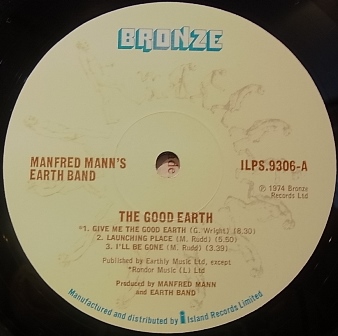 BRONZE
MANFRED MANN'S
EARTH BAND
ILPS.9306-A
℗ 1974 Bronze
Records Ltd
THE GOOD EARTH
*1. GIVE ME THE GOOD EARTH (G. Wright) (8.30)
2. LAUNCHING PLACE (M. Rudd) (5.50)
3. I'LL BE GONE (M. Rudd) (3.39)
Published by Earthly Music Ltd, except
*Rondor Music (L) Ltd
Produced by MANFRED MANN
and EARTH BAND
Manufactured and distributed by Island Records Limited